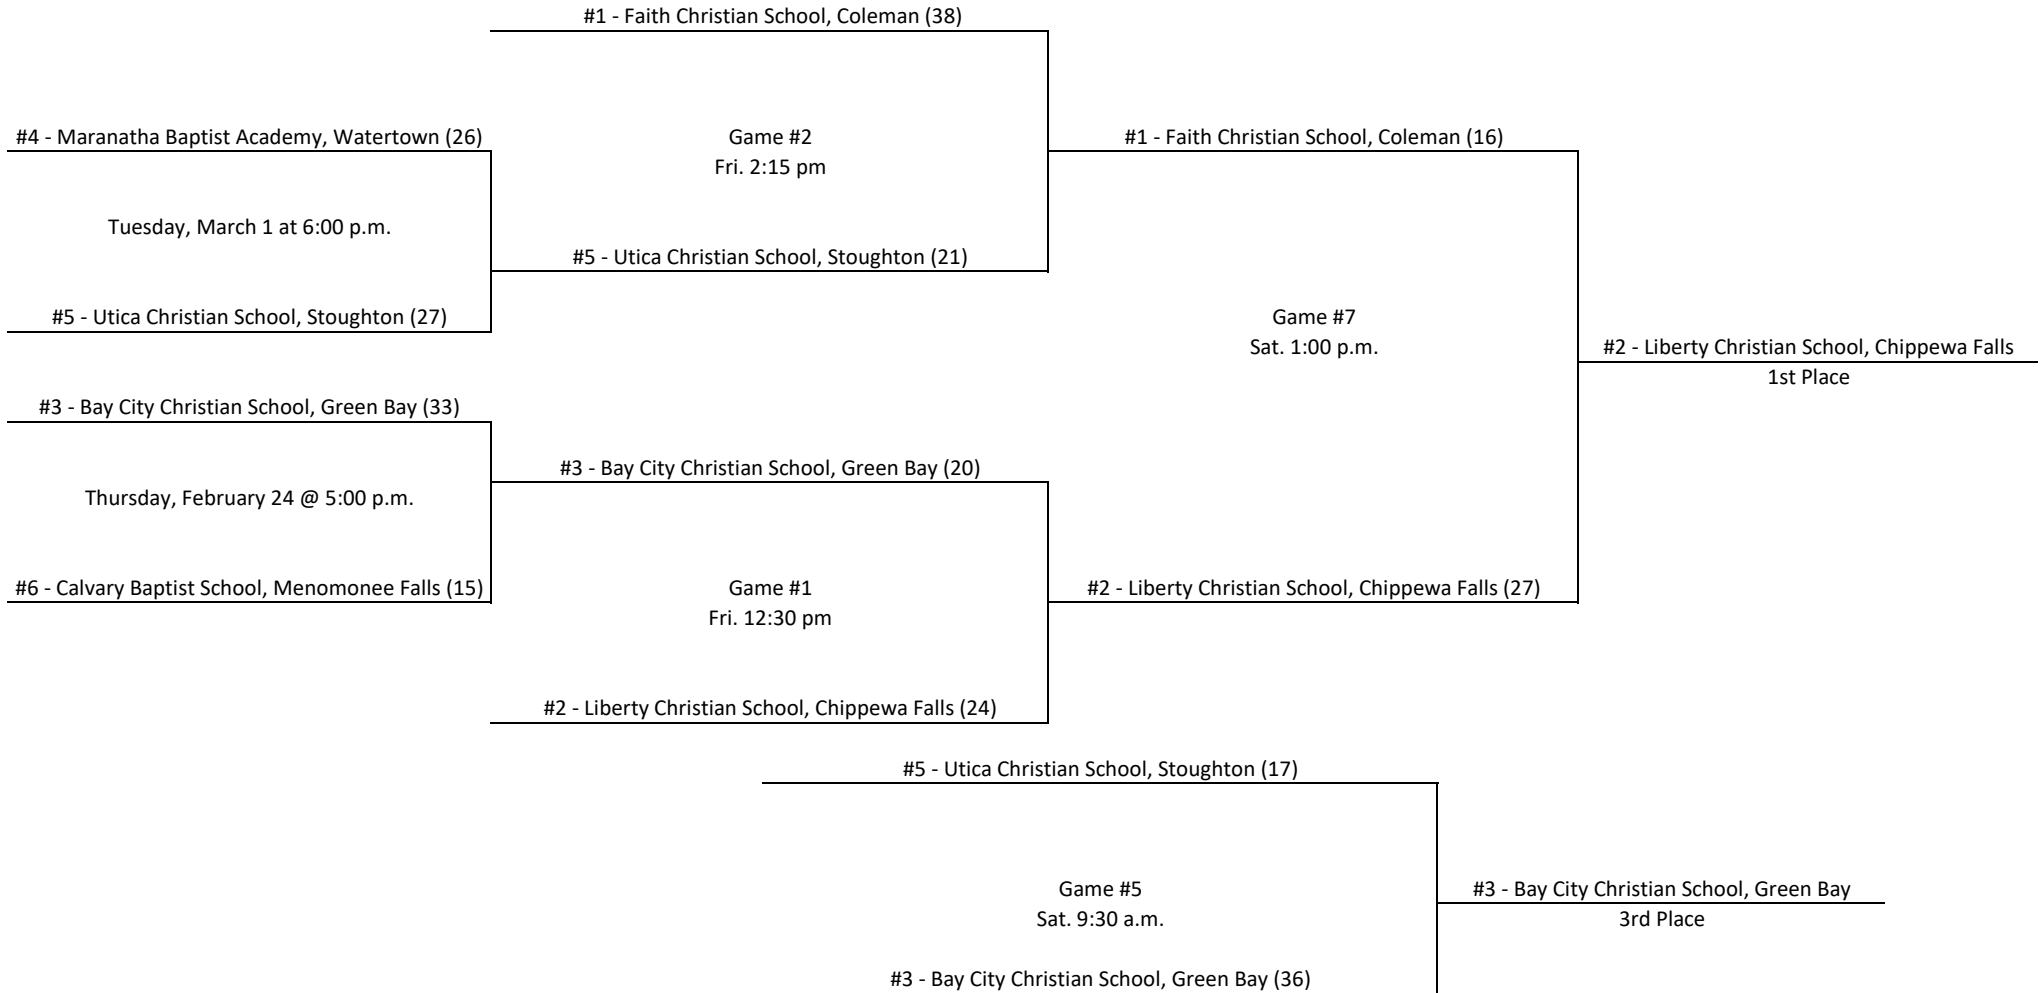 #1 - Faith Christian School, Coleman (38)
#4 - Maranatha Baptist Academy, Watertown (26)
Game #2
Fri. 2:15 pm
#1 - Faith Christian School, Coleman (16)
Tuesday, March 1 at 6:00 p.m.
#5 - Utica Christian School, Stoughton (21)
#5 - Utica Christian School, Stoughton (27)
Game #7
Sat. 1:00 p.m.
#2 - Liberty Christian School, Chippewa Falls
1st Place
#3 - Bay City Christian School, Green Bay (33)
#3 - Bay City Christian School, Green Bay (20)
Thursday, February 24 @ 5:00 p.m.
#6 - Calvary Baptist School, Menomonee Falls (15)
Game #1
Fri. 12:30 pm
#2 - Liberty Christian School, Chippewa Falls (27)
#2 - Liberty Christian School, Chippewa Falls (24)
#5 - Utica Christian School, Stoughton (17)
Game #5
Sat. 9:30 a.m.
#3 - Bay City Christian School, Green Bay
3rd Place
#3 - Bay City Christian School, Green Bay (36)